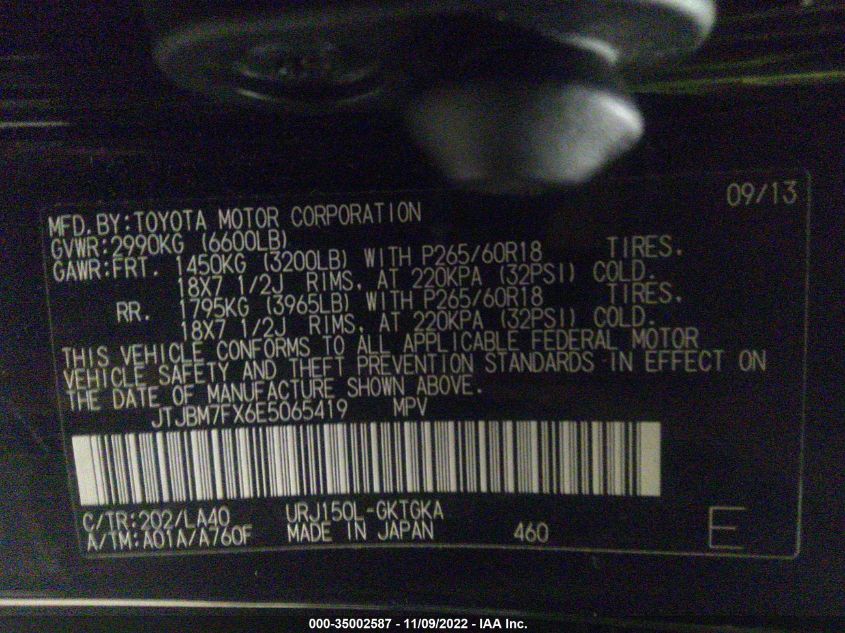 09/13
MFD.BY:TOYOTA MOTOR CORPORATION
GVWR:2990KG (6600LB)
GAWR:FRT. 1450KG (3200LB) WITH P265/60R18 TIRES.
18X7 1/2J RIMS, AT 220KPA (32PSI) COLD.
RR. 1795KG (3965LB) WITH P265/60R18 TIRES.
18X7 1/2J RIMS, AT 220KPA (32PSI) COLD.
THIS VEHICLE CONFORMS TO ALL APPLICABLE FEDERAL MOTOR
VEHICLE SAFETY AND THEFT PREVENTION STANDARDS IN EFFECT ON
THE DATE OF MANUFACTURE SHOWN ABOVE.
JTJBM7FX6E5065419 MPV
C/TR:202/LA40 URJ150L-GKTGKA
A/TM:A01A/A760F MADE IN JAPAN 460 E
000-35002587 - 11/09/2022 - IAA Inc.